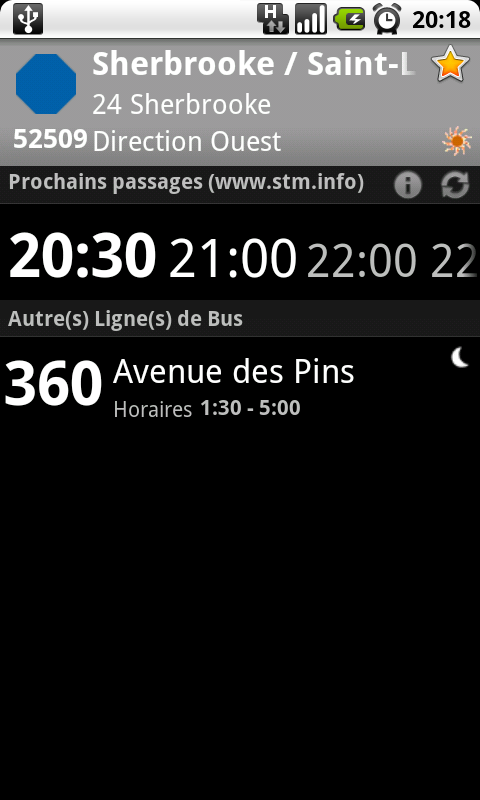 H 20:18
Sherbrooke / Saint-L
24 Sherbrooke
52509 Direction Ouest
Prochains passages (www.stm.info)
20:30 21:00 22:00 22
Autre(s) Ligne(s) de Bus
360 Avenue des Pins
Horaires 1:30 - 5:00